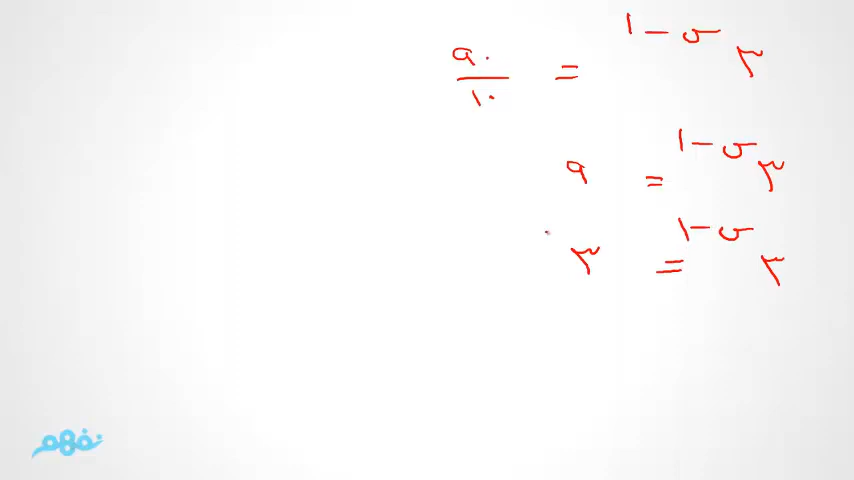 ٣ س - ١ = ٩٠ / ١٠
٣ س - ١ = ٩
٣ س - ١ = ٣
نفهم